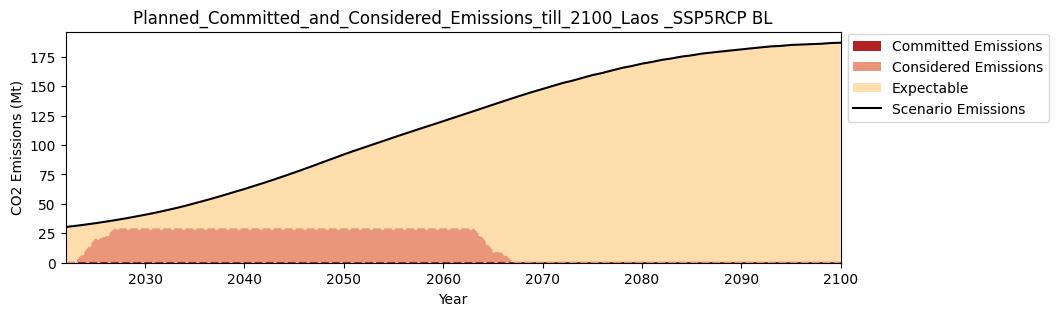 Planned_Committed_and_Considered_Emissions_till_2100_Laos _SSP5RCP BL
Committed Emissions
Considered Emissions
Expectable
Scenario Emissions
CO2 Emissions (Mt)
175
150
125
100
75
50
25
0
2030 2040 2050 2060 2070 2080 2090 2100
Year